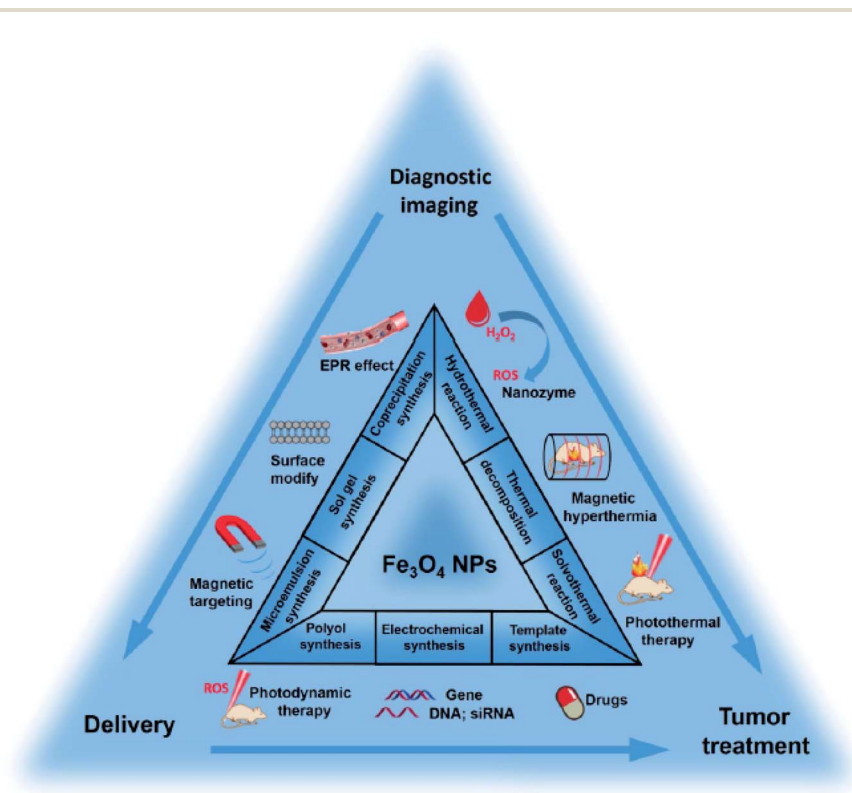 Diagnostic
imaging
H₂O₂
EPR effect
ROS
Nanozyme
Coprecipitation
synthesis
Hydrothermal
reaction
Surface
modify
Sol gel
synthesis
Thermal
decomposition
Magnetic
hyperthermia
Magnetic
targeting
Microemulsion
synthesis
Fe₃O₄ NPs
Solvothermal
reaction
Photothermal
therapy
Polyol
synthesis
Electrochemical
synthesis
Template
synthesis
ROS
Photodynamic
therapy
Gene
DNA; siRNA
Drugs
Delivery
Tumor
treatment